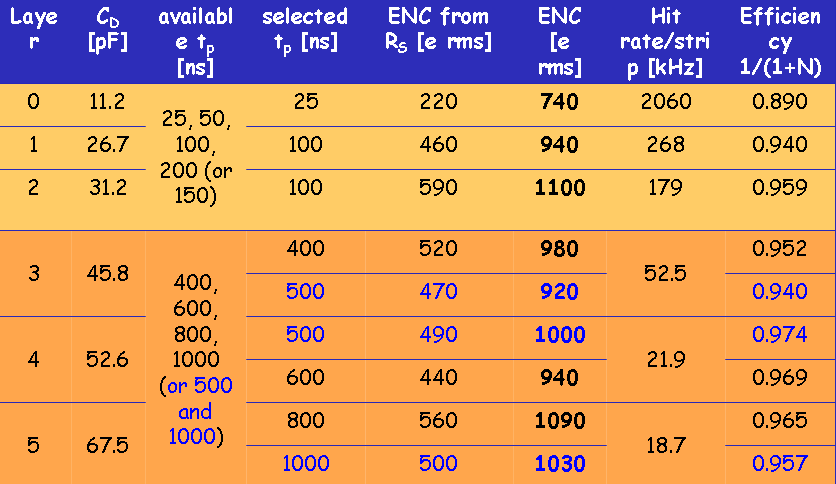 Laye
r
C_D
[pF]
availabl
e t_p
[ns]
selected
t_p [ns]
ENC from
R_S [e rms]
ENC
[e
rms]
Hit
rate/stri
p [kHz]
Efficien
cy
1/(1+N)
0
11.2
25, 50,
100,
200 (or
150)
25
220
740
2060
0.890
1
26.7
100
460
940
268
0.940
2
31.2
100
590
1100
179
0.959
3
45.8
400,
600,
800,
1000
(or 500
and
1000)
400
520
980
52.5
0.952
500
470
920
0.940
4
52.6
500
490
1000
21.9
0.974
600
440
940
0.969
5
67.5
800
560
1090
18.7
0.965
1000
500
1030
0.957